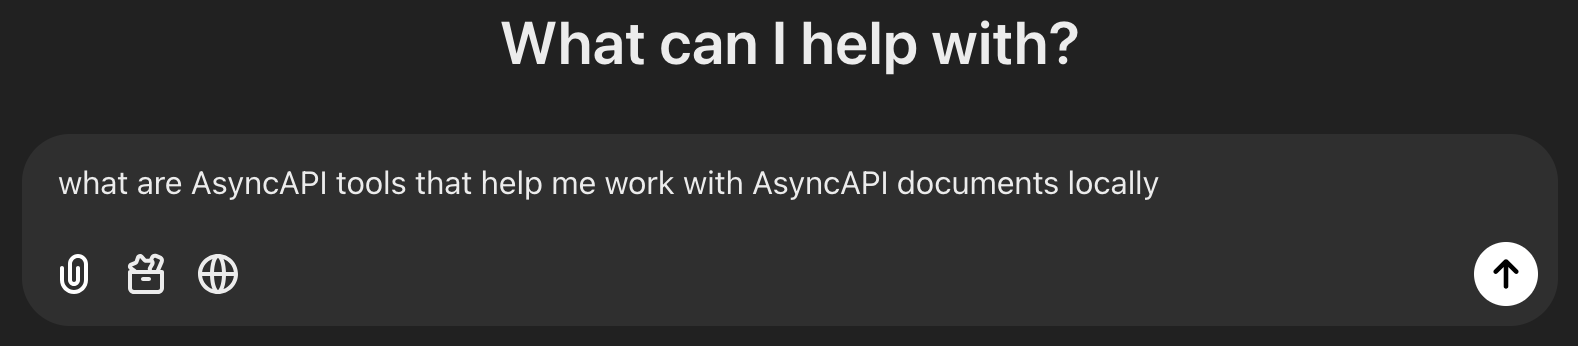 What can I help with?
what are AsyncAPI tools that help me work with AsyncAPI documents locally